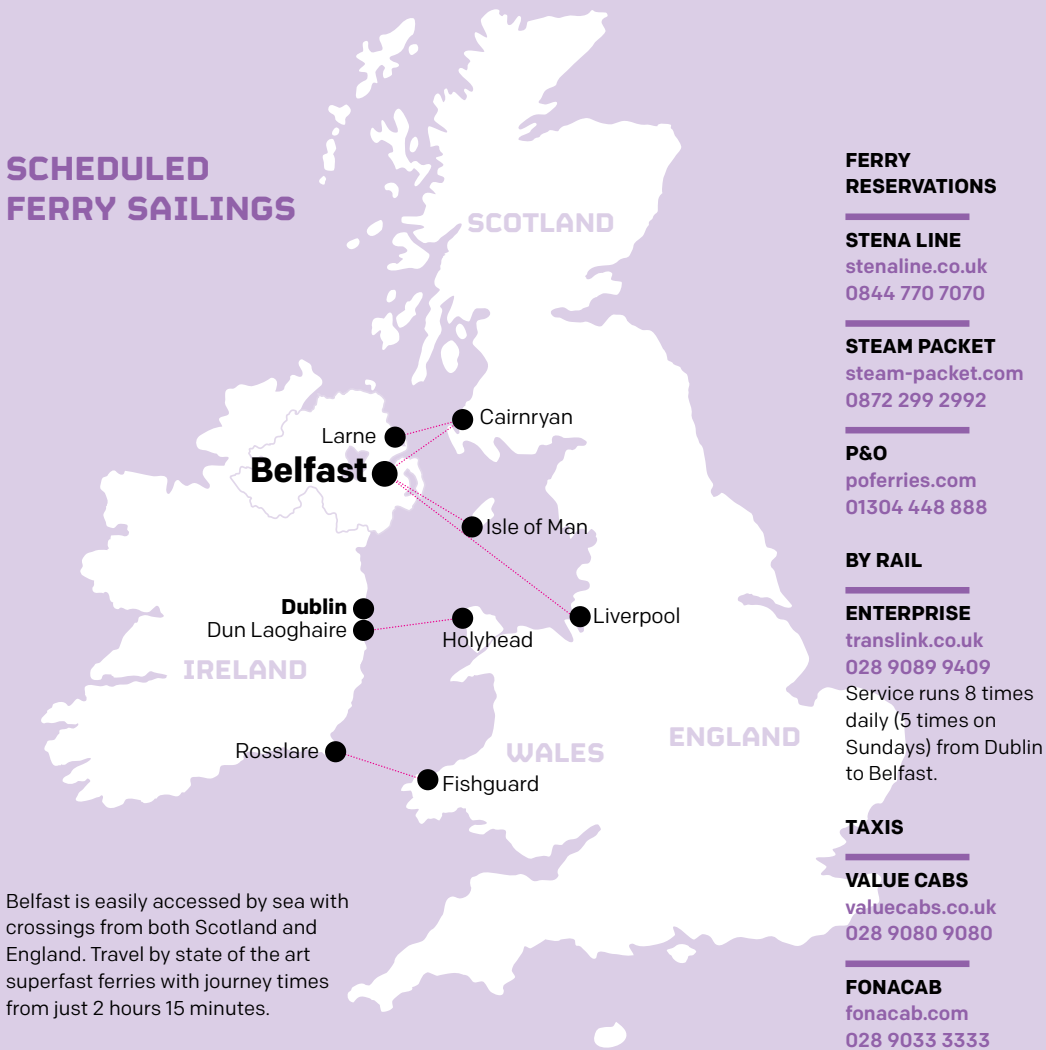 SCHEDULED
FERRY SAILINGS
SCOTLAND
Cairnryan
Larne
Belfast
Isle of Man
Dublin
Dun Laoghaire
Holyhead
Liverpool
IRELAND
Rosslare
WALES
ENGLAND
Fishguard
Belfast is easily accessed by sea with
crossings from both Scotland and
England. Travel by state of the art
superfast ferries with journey times
from just 2 hours 15 minutes.
FERRY
RESERVATIONS
STENA LINE
stenaline.co.uk
0844 770 7070
STEAM PACKET
steam-packet.com
0872 299 2992
P&O
poferries.com
01304 448 888
BY RAIL
ENTERPRISE
translink.co.uk
028 9089 9409
Service runs 8 times
daily (5 times on
Sundays) from Dublin
to Belfast.
TAXIS
VALUE CABS
valuecabs.co.uk
028 9080 9080
FONACAB
fonacab.com
028 9033 3333